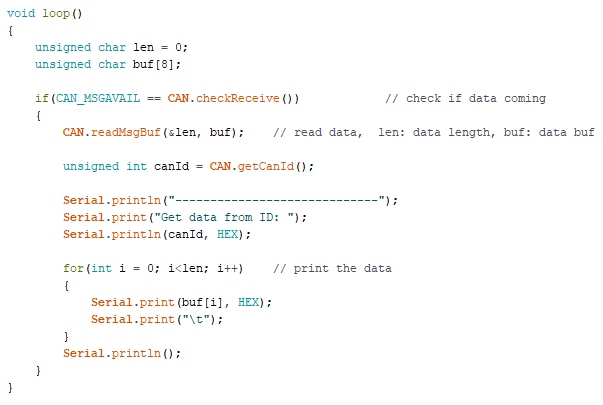 void loop()
{
    unsigned char len = 0;
    unsigned char buf[8];

    if(CAN_MSGAVAIL == CAN.checkReceive())            // check if data coming
    {
        CAN.readMsgBuf(&len, buf);    // read data,  len: data length, buf: data buf

        unsigned int canId = CAN.getCanId();

        Serial.println("-----------------------------");
        Serial.print("Get data from ID: ");
        Serial.println(canId, HEX);

        for(int i = 0; i<len; i++)    // print the data
        {
            Serial.print(buf[i], HEX);
            Serial.print("\t");
        }
        Serial.println();
    }
}